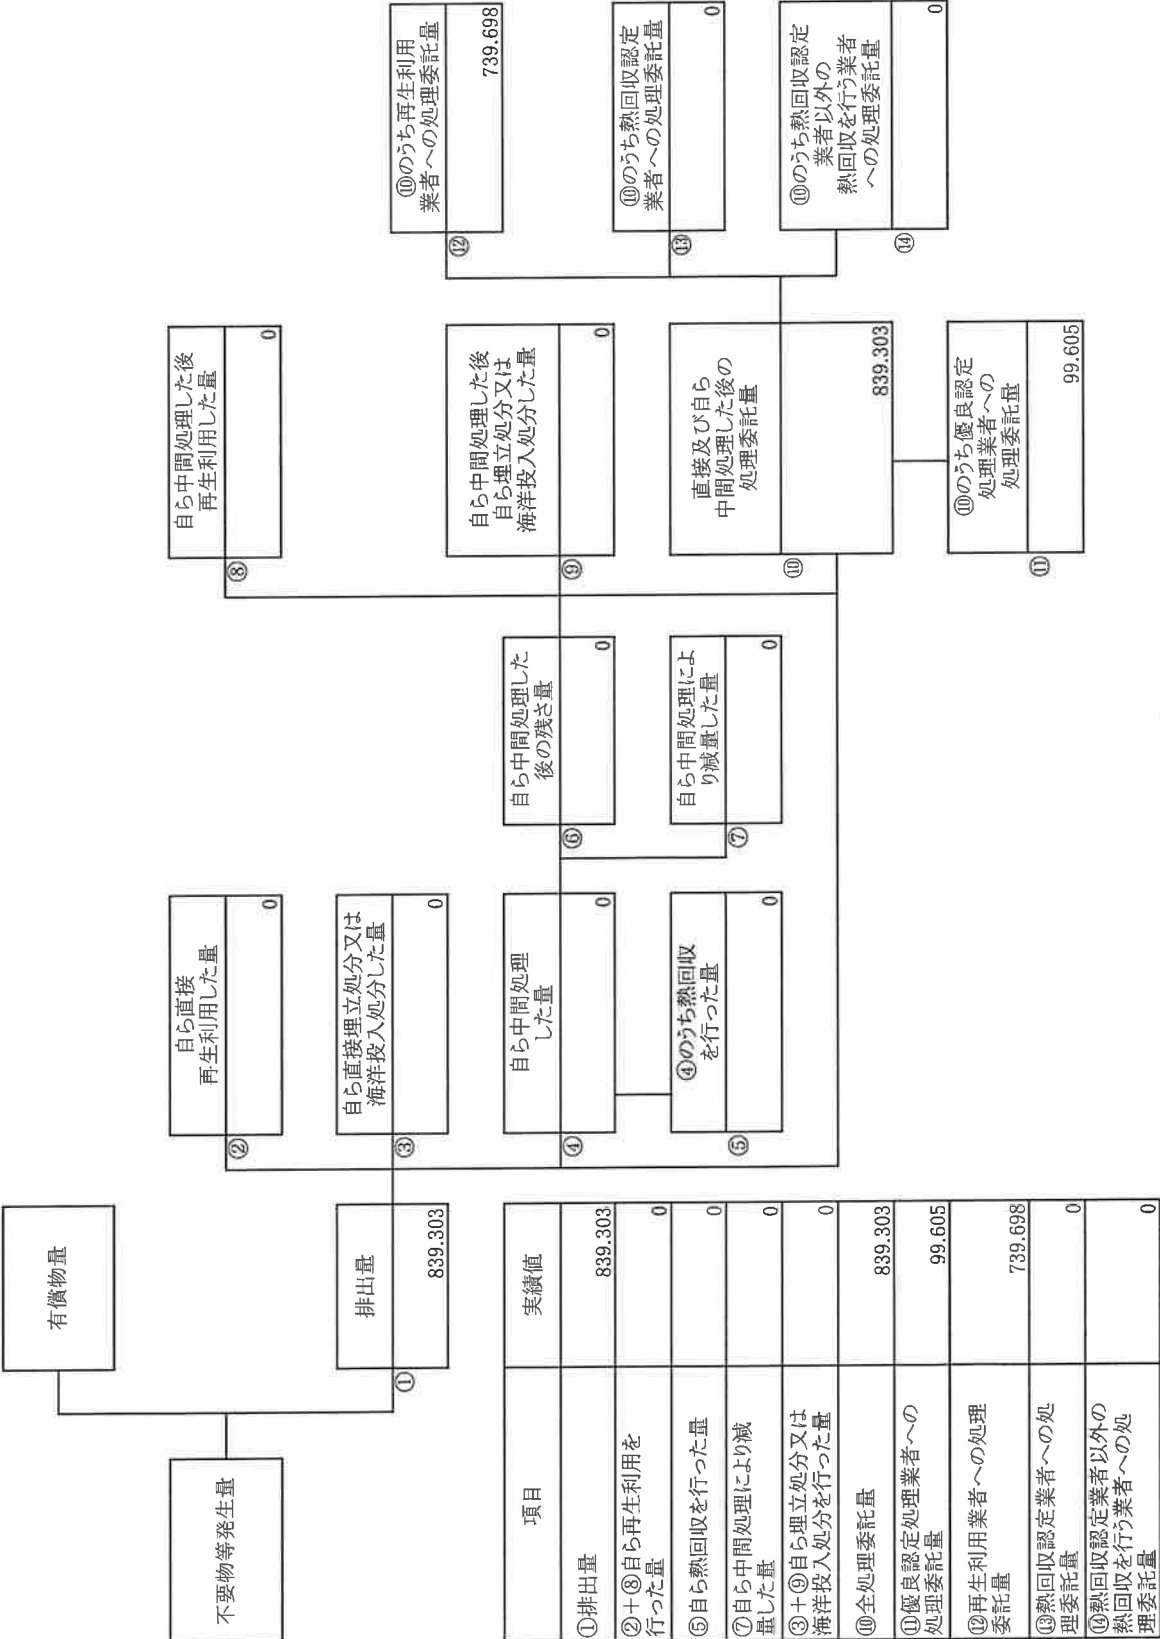 不要物等発生量
有償物量
①
排出量
839.303
②
自ら直接
再生利用した量
0
③
自ら直接埋立処分又は
海洋投入処分した量
0
④
自ら中間処理
した量
0
⑤
④のうち熱回収
を行った量
0
⑥
自ら中間処理した
後の残さ量
0
⑦
自ら中間処理によ
り減量した量
0
⑧
自ら中間処理した後
再生利用した量
0
⑨
自ら中間処理した後
自ら埋立処分又は
海洋投入処分した量
0
⑩
直接及び自ら
中間処理した後の
処理委託量
839.303
⑪
⑩のうち優良認定
処理業者への
処理委託量
99.605
⑫
⑩のうち再生利用
業者への処理委託量
739.698
⑬
⑩のうち熱回収認定
業者への処理委託量
0
⑭
⑩のうち熱回収認定
業者以外の
熱回収を行う業者
への処理委託量
0
項目 実績値
①排出量 839.303
②+⑧自ら再生利用を
行った量 0
⑤自ら熱回収を行った量 0
⑦自ら中間処理により減
量した量 0
③+⑨自ら埋立処分又は
海洋投入処分を行った量 0
⑩全処理委託量 839.303
⑪優良認定処理業者への
処理委託量 99.605
⑫再生利用業者への処理
委託量 739.698
⑬熱回収認定業者への処
理委託量 0
⑭熱回収認定業者以外の
熱回収を行う業者への処
理委託量 0